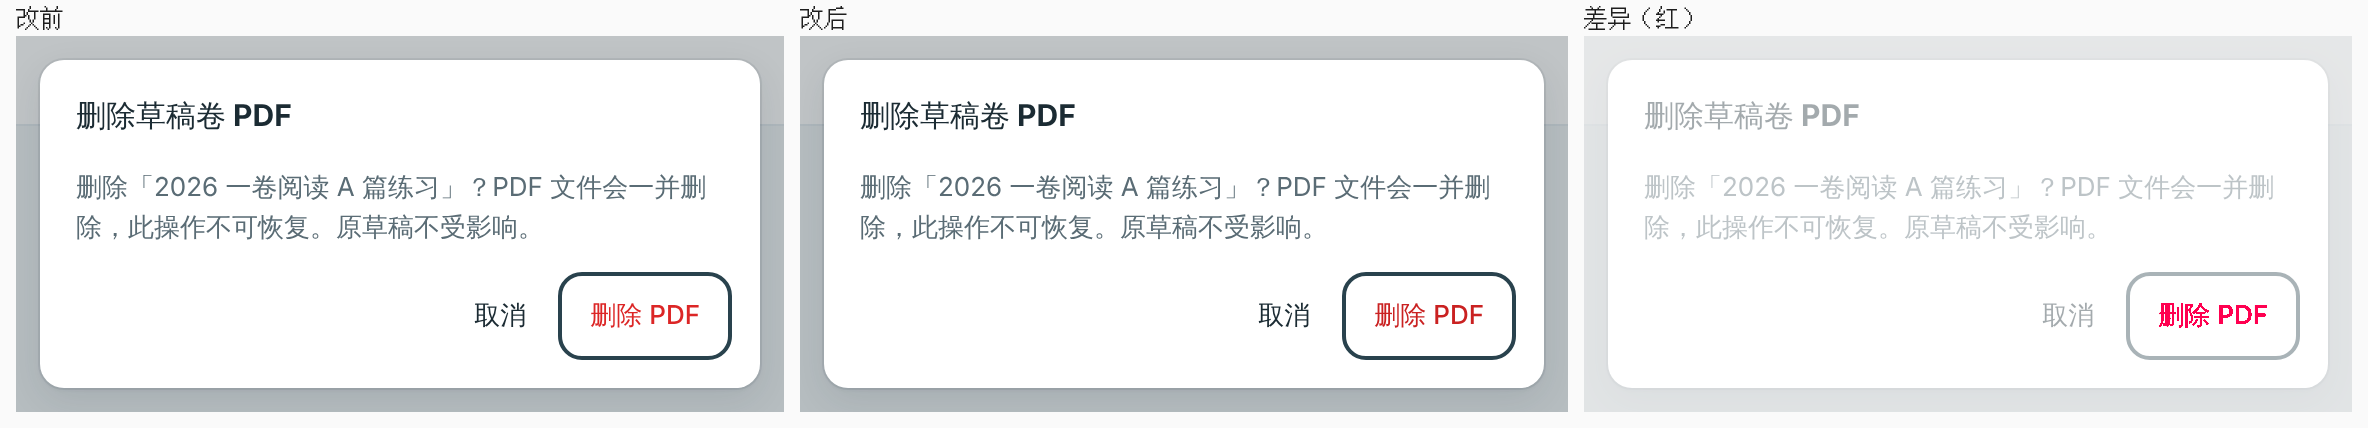 改前
删除草稿卷 PDF
删除「2026 一卷阅读 A 篇练习」？PDF 文件会一并删
除，此操作不可恢复。原草稿不受影响。
取消
删除 PDF
改后
删除草稿卷 PDF
删除「2026 一卷阅读 A 篇练习」？PDF 文件会一并删
除，此操作不可恢复。原草稿不受影响。
取消
删除 PDF
差异（红）
删除草稿卷 PDF
删除「2026 一卷阅读 A 篇练习」？PDF 文件会一并删
除，此操作不可恢复。原草稿不受影响。
取消
删除 PDF